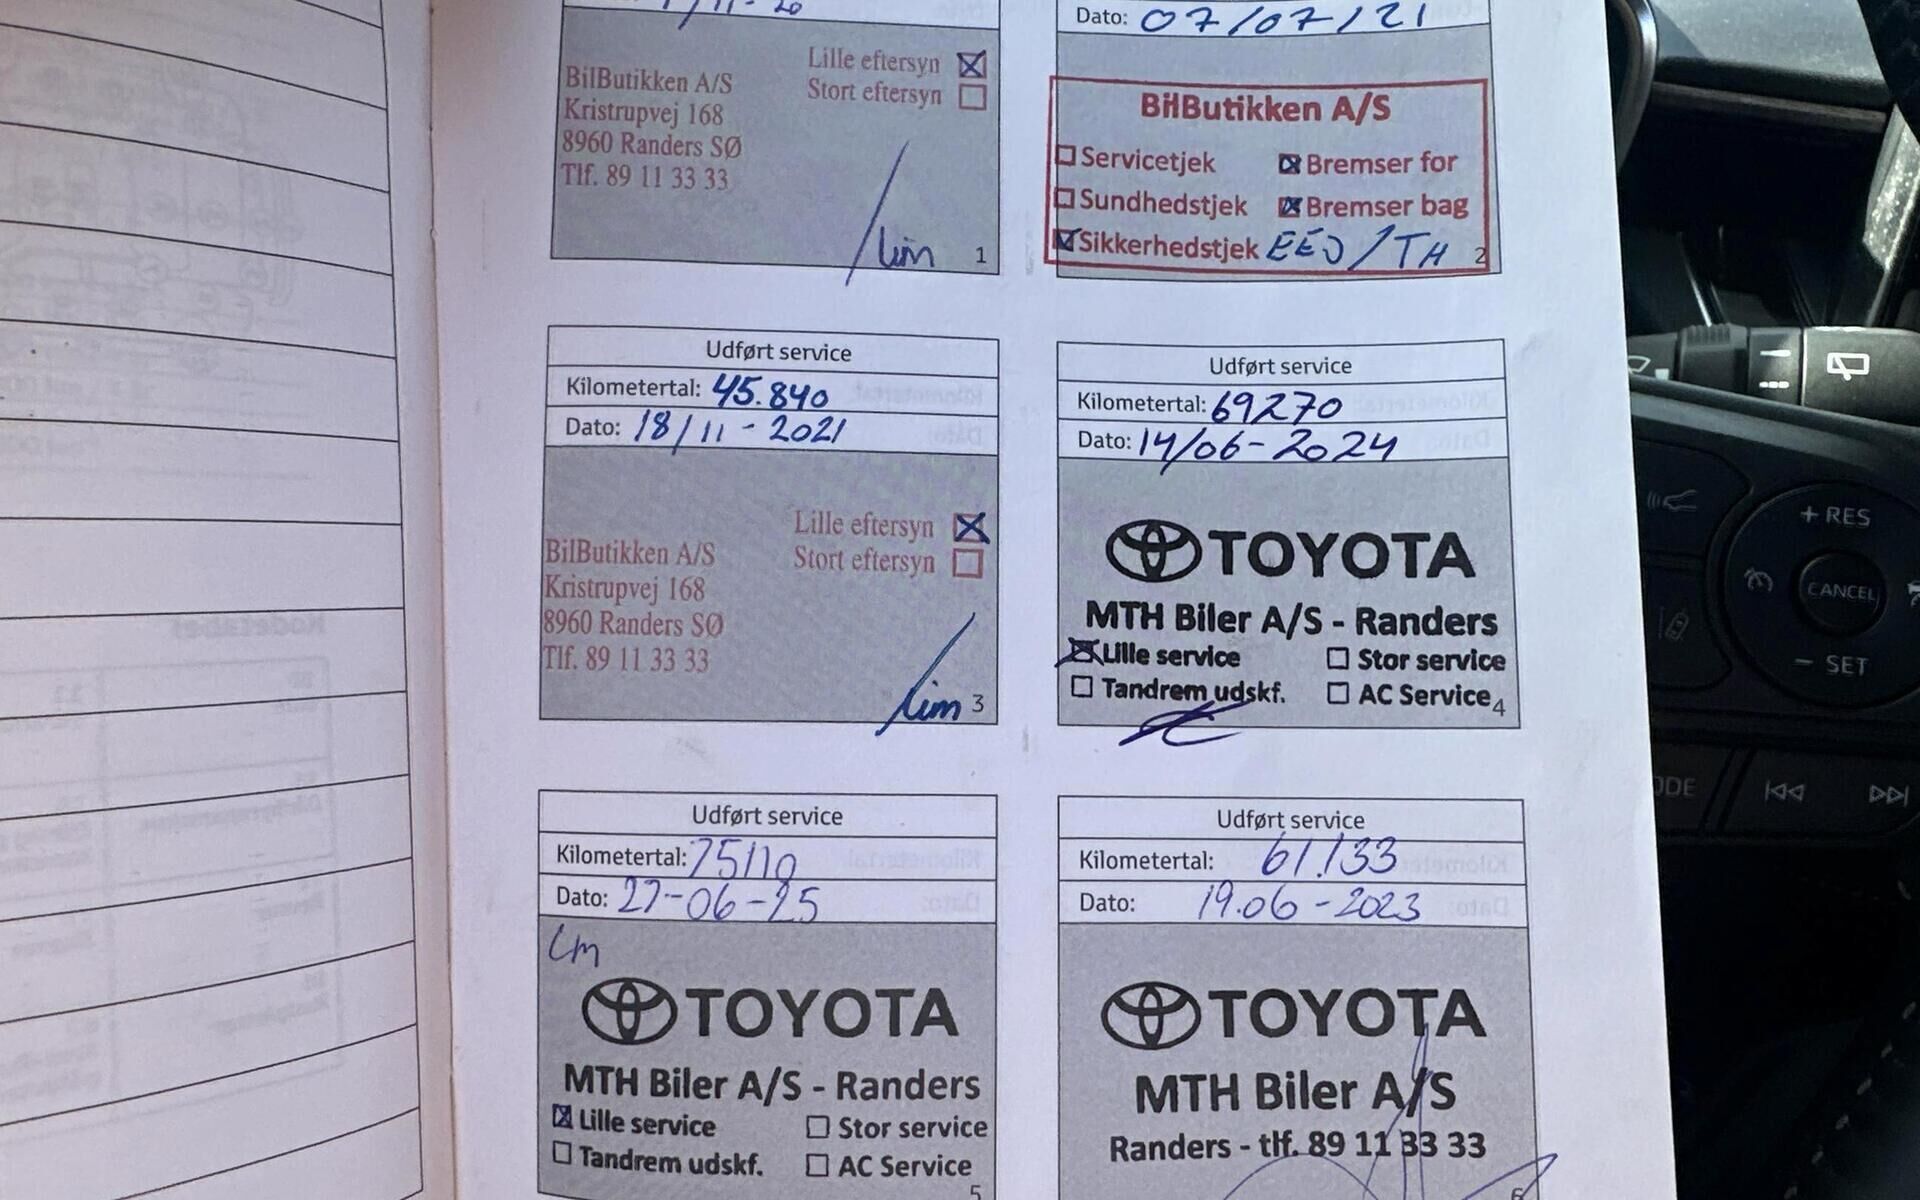 11-20
Lille eftersyn
Stort eftersyn
BilButikken A/S
Kristrupvej 168
8960 Randers SØ
Tlf. 89 11 33 33
/Kim
1
Dato: 07/07/21
BilButikken A/S
Servicetjek
Bremser for
Sundhedstjek
Bremser bag
Sikkerhedstjek EEJ/TH
2
Udført service
Kilometertal: 45.840
Dato: 18/11-2021
Lille eftersyn
Stort eftersyn
BilButikken A/S
Kristrupvej 168
8960 Randers SØ
Tlf. 89 11 33 33
/Kim
3
Udført service
Kilometertal: 69270
Dato: 14/06-2024
TOYOTA
MTH Biler A/S - Randers
Lille service
Stor service
Tandrem udskf.
AC Service
4
Udført service
Kilometertal: 75110
Dato: 27-06-25
TOYOTA
MTH Biler A/S - Randers
Lille service
Stor service
Tandrem udskf.
AC Service
5
Udført service
Kilometertal: 61.133
Dato: 19.06-2023
TOYOTA
MTH Biler A/S
Randers - tlf. 89 11 33 33
6
+ RES
CANCEL
- SET